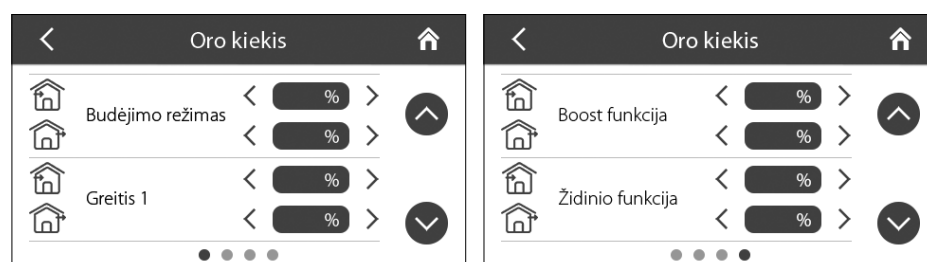 Oro kiekis
Budėjimo režimas
%
%
Greitis 1
%
%
Oro kiekis
Boost funkcija
%
%
Židinio funkcija
%
%